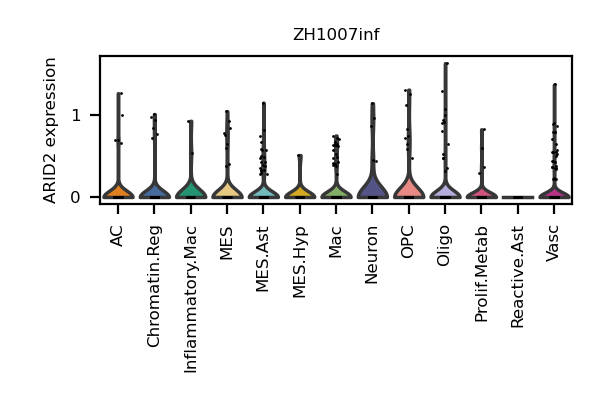 ZH1007inf
ARID2 expression
1
0
AC
Chromatin.Reg
Inflammatory.Mac
MES
MES.Ast
MES.Hyp
Mac
Neuron
OPC
Oligo
Prolif.Metab
Reactive.Ast
Vasc